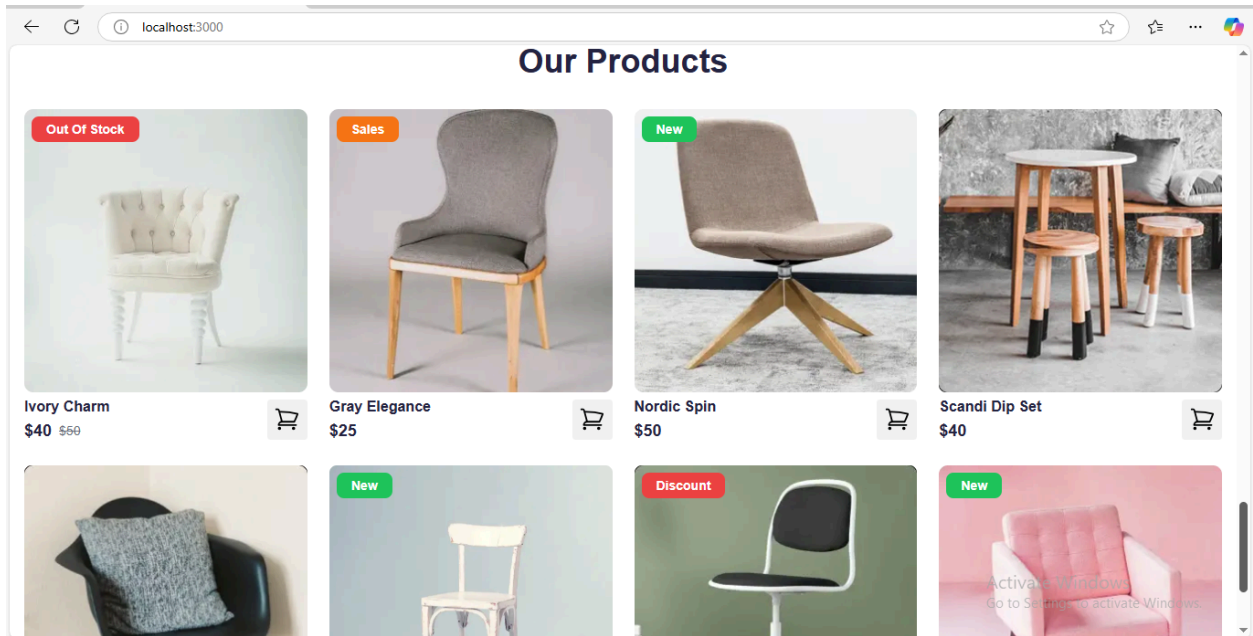 localhost:3000
Our Products
Out Of Stock
Sales
New
Ivory Charm
$40 $50
Gray Elegance
$25
Nordic Spin
$50
Scandi Dip Set
$40
New
Discount
New
Activate Windows
Go to Settings to activate Windows.